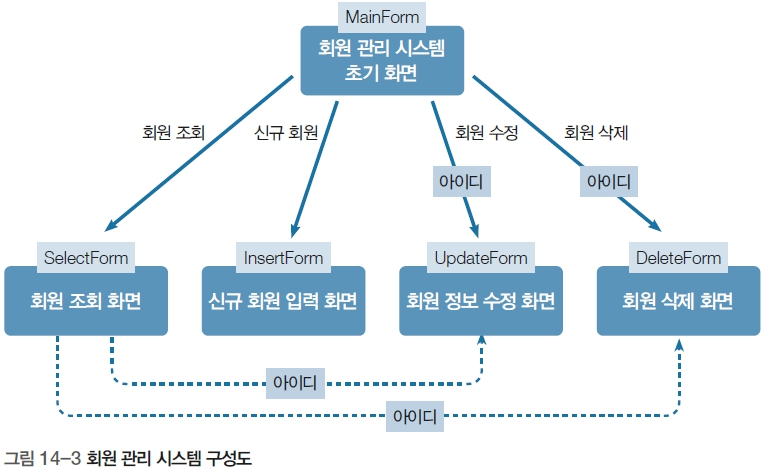 MainForm
회원 관리 시스템
초기 화면
회원 조회
신규 회원
회원 수정
회원 삭제
아이디
아이디
SelectForm
InsertForm
UpdateForm
DeleteForm
회원 조회 화면
신규 회원 입력 화면
회원 정보 수정 화면
회원 삭제 화면
아이디
아이디
그림 14-3 회원 관리 시스템 구성도